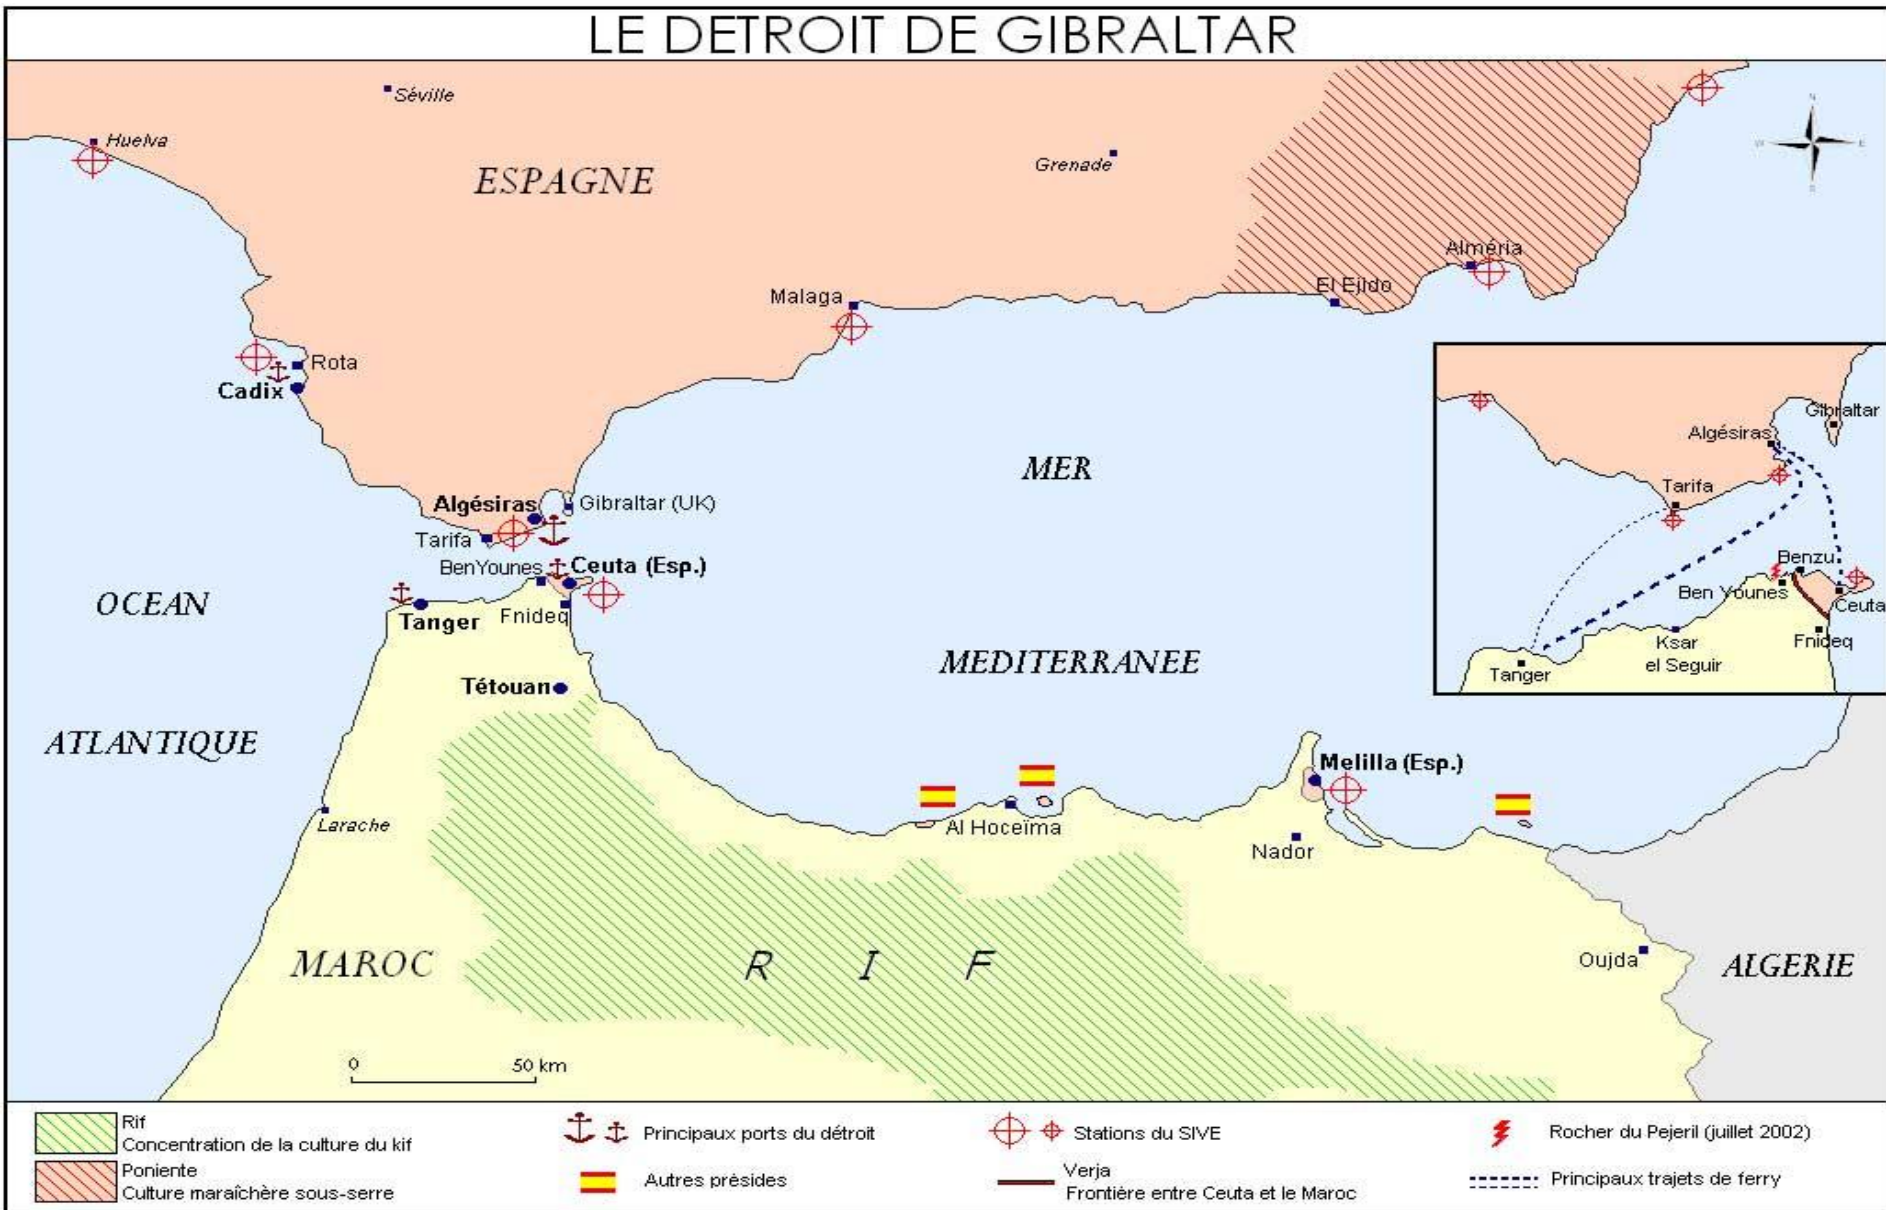 LE DETROIT DE GIBRALTAR
Séville
Huelva
ESPAGNE
Grenade
N
W E
S
Alméria
El Ejido
Malaga
Rota
Cadix
MER
Algésiras
Gibraltar (UK)
Tarifa
Ben Younes
Ceuta (Esp.)
OCEAN
Tanger
Fnideq
MEDITERRANEE
Tétouan
ATLANTIQUE
Larache
Al Hoceïma
Melilla (Esp.)
Nador
MAROC
R I F
Oujda
ALGERIE
0 50 km
Gibraltar
Algésiras
Tarifa
Benzu
Ben Younes
Ceuta
Ksar
el Seguir
Fnideq
Tanger
Rif
Concentration de la culture du kif
Poniente
Culture maraîchère sous-serre
Principaux ports du détroit
Autres présides
Stations du SIVE
Verja
Frontière entre Ceuta et le Maroc
Rocher du Pejeril (juillet 2002)
Principaux trajets de ferry